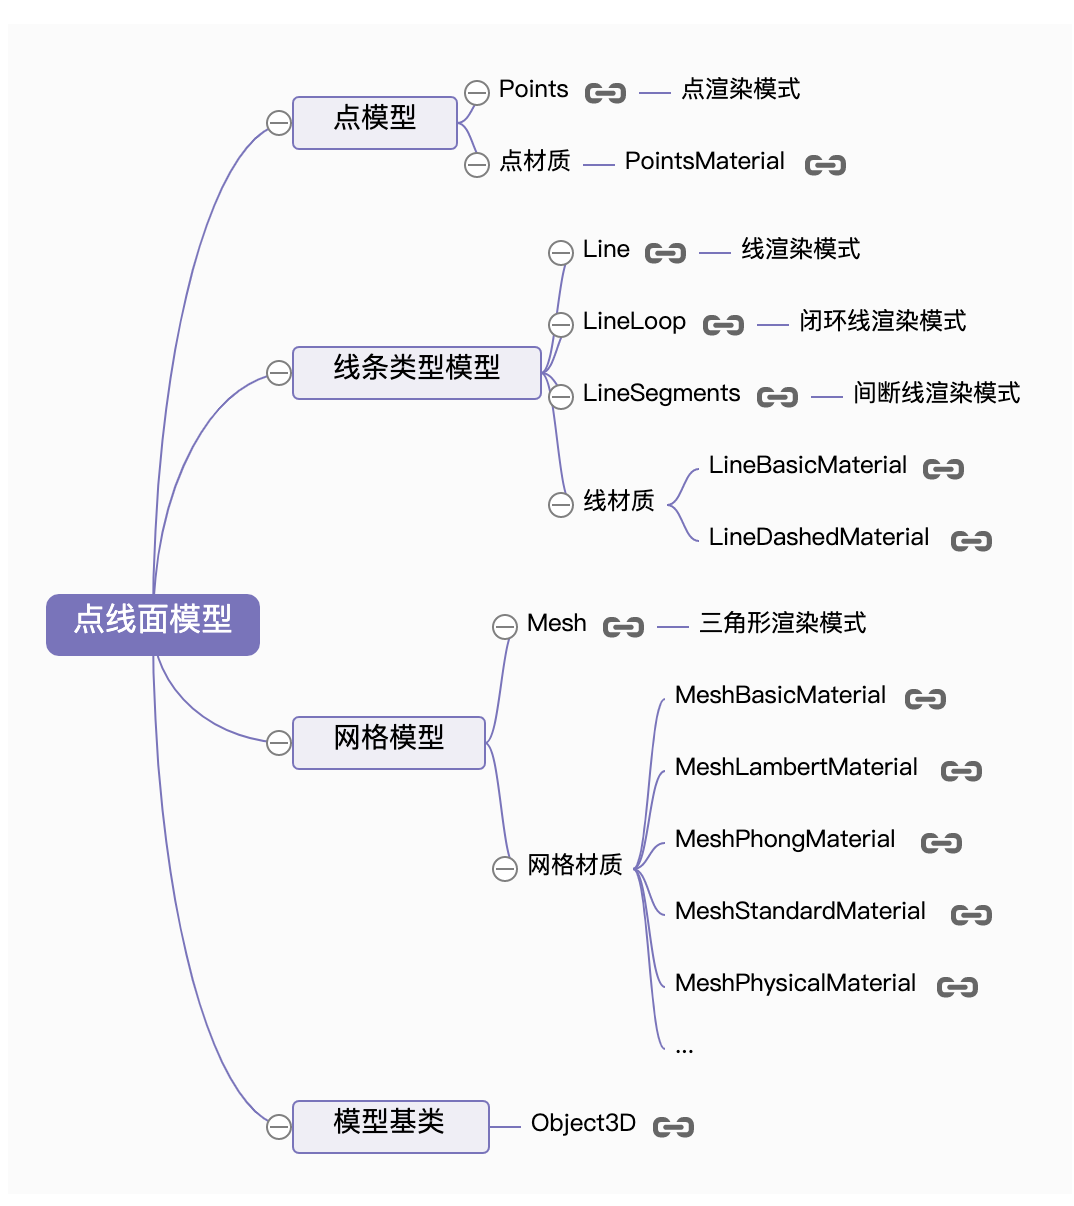 点线面模型
点模型
Points
点渲染模式
点材质
PointsMaterial
线条类型模型
Line
线渲染模式
LineLoop
闭环线渲染模式
LineSegments
间断线渲染模式
线材质
LineBasicMaterial
LineDashedMaterial
网格模型
Mesh
三角形渲染模式
网格材质
MeshBasicMaterial
MeshLambertMaterial
MeshPhongMaterial
MeshStandardMaterial
MeshPhysicalMaterial
...
模型基类
Object3D